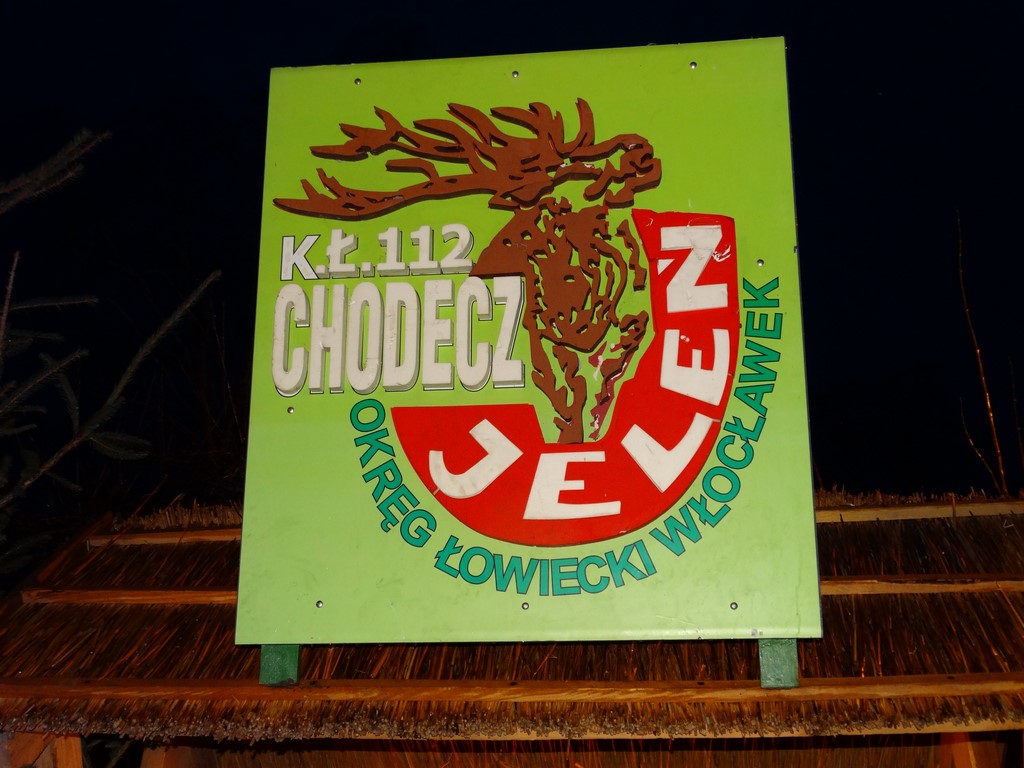 K.Ł.112
CHODECZ
JELEŃ
OKRĘG ŁOWIECKI WŁOCŁAWEK